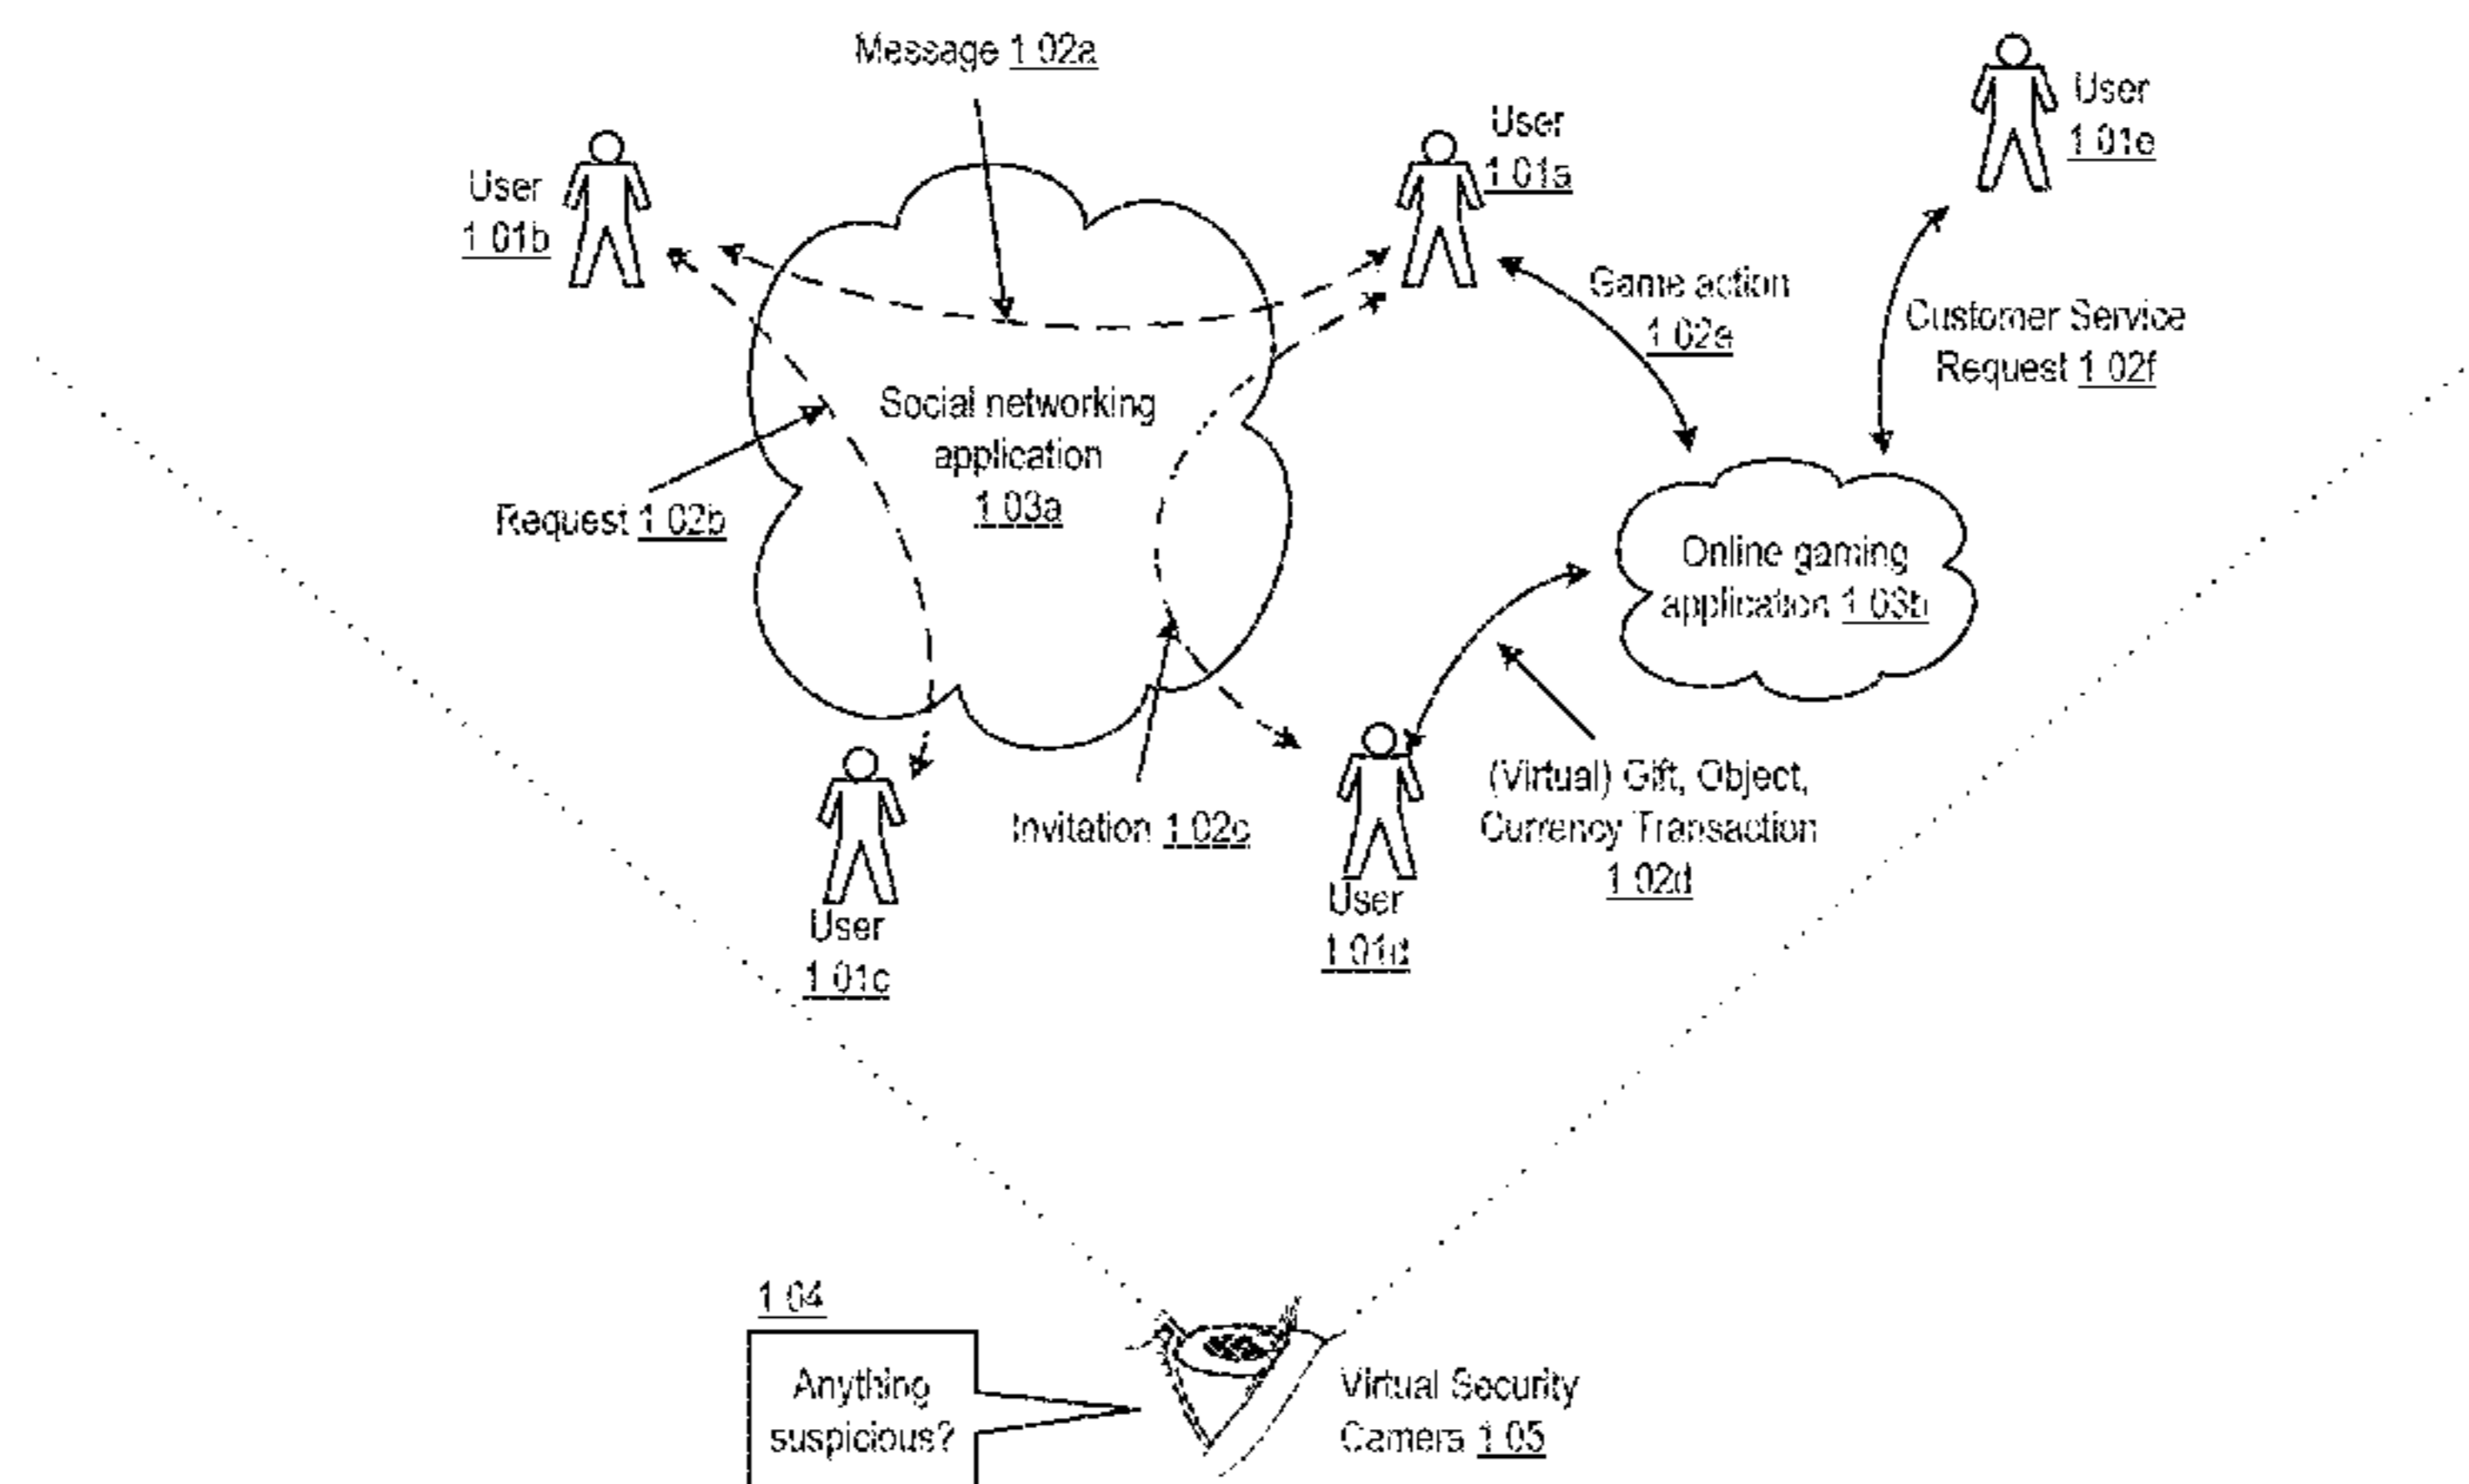 Message 1 02a
User
1 01b
User
1 01a
User
1 01e
Game action
1 02e
Customer Service
Request 1 02f
Social networking
application
1 03a
Request 1 02b
Online gaming
application 1 03b
Invitation 1 02c
(Virtual) Gift, Object,
Currency Transaction
1 02d
User
1 01c
User
1 01d
1 04
Anything
suspicious?
Virtual Security
Camera 1 05